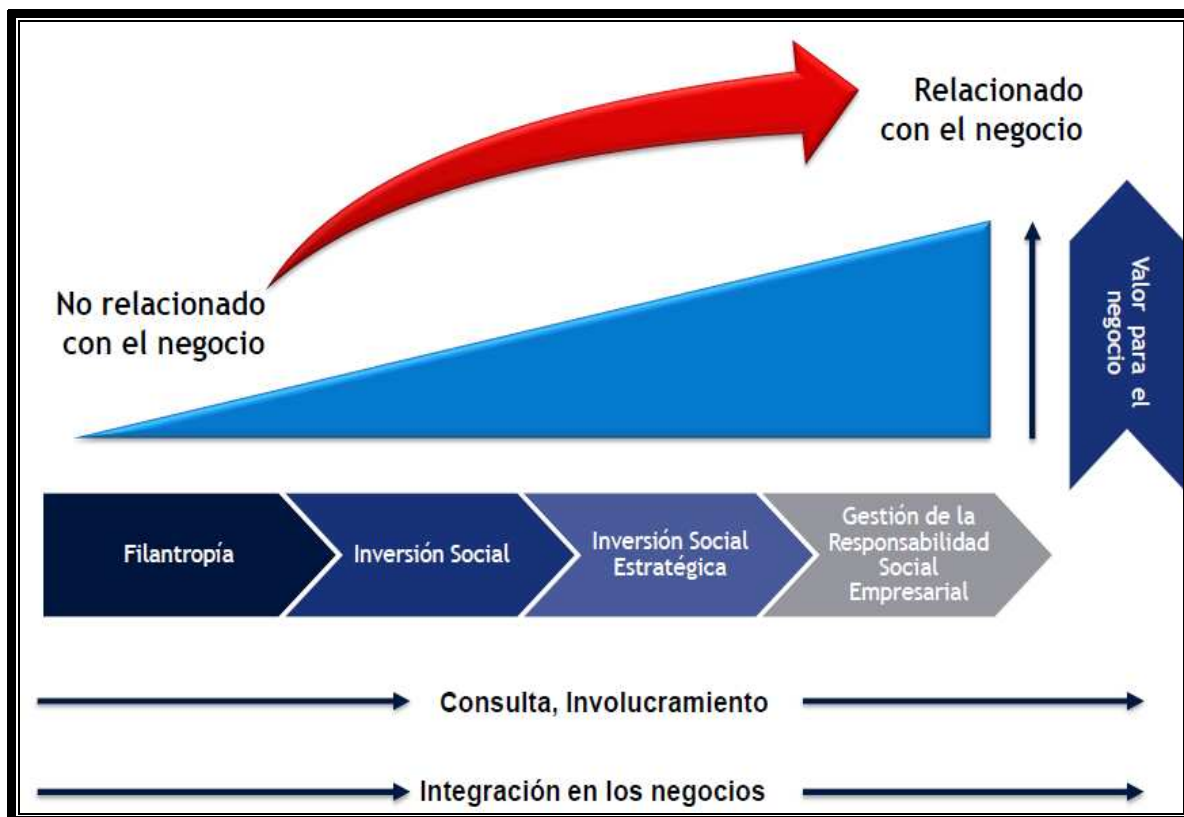 Relacionado
con el negocio
No relacionado
con el negocio
Valor para el
negocio
Filantropía
Inversión Social
Inversión Social
Estratégica
Gestión de la
Responsabilidad
Social
Empresarial
Consulta, Involucramiento
Integración en los negocios